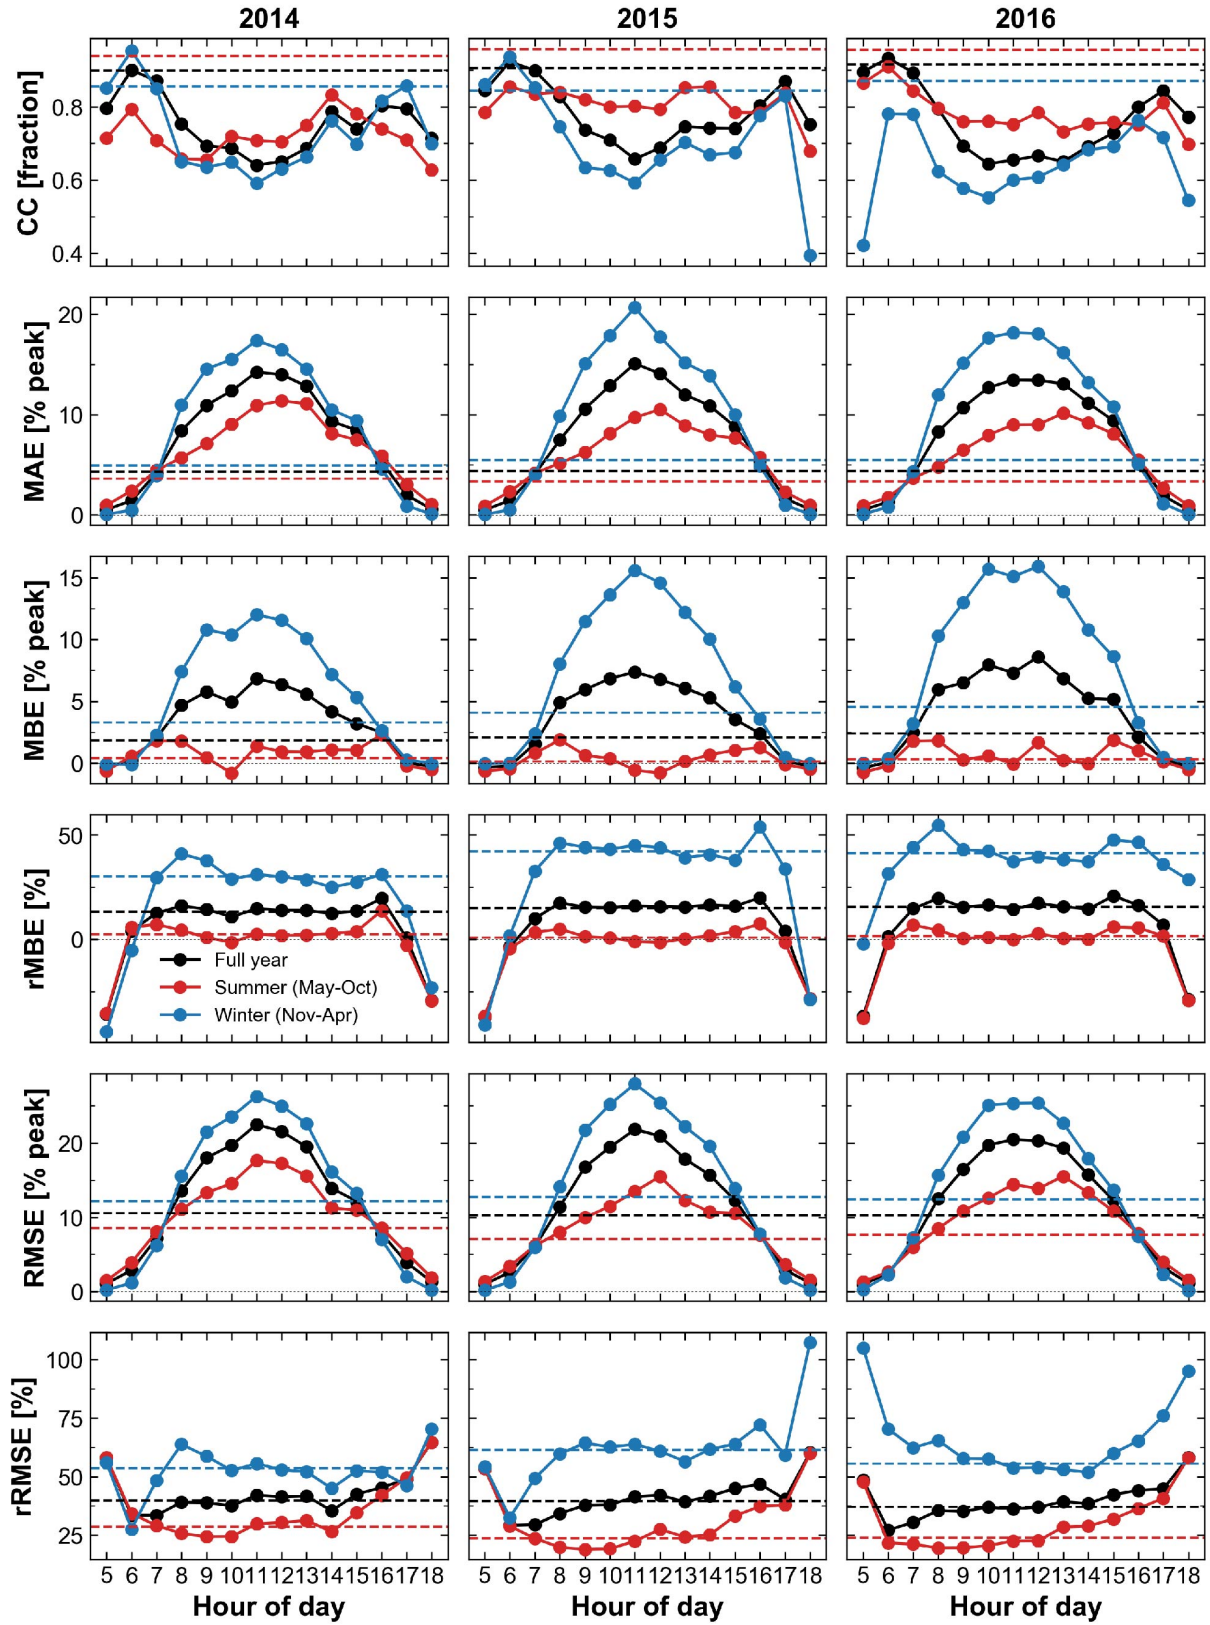 2014 2015 2016
CC [fraction]
0.8
0.6
0.4
MAE [% peak]
20
10
0
MBE [% peak]
15
10
5
0
rMBE [%]
50
0
Full year
Summer (May-Oct)
Winter (Nov-Apr)
RMSE [% peak]
20
10
0
rRMSE [%]
100
75
50
25
5 6 7 8 9 10 11 12 13 14 15 16 17 18 5 6 7 8 9 10 11 12 13 14 15 16 17 18 5 6 7 8 9 10 11 12 13 14 15 16 17 18
Hour of day Hour of day Hour of day